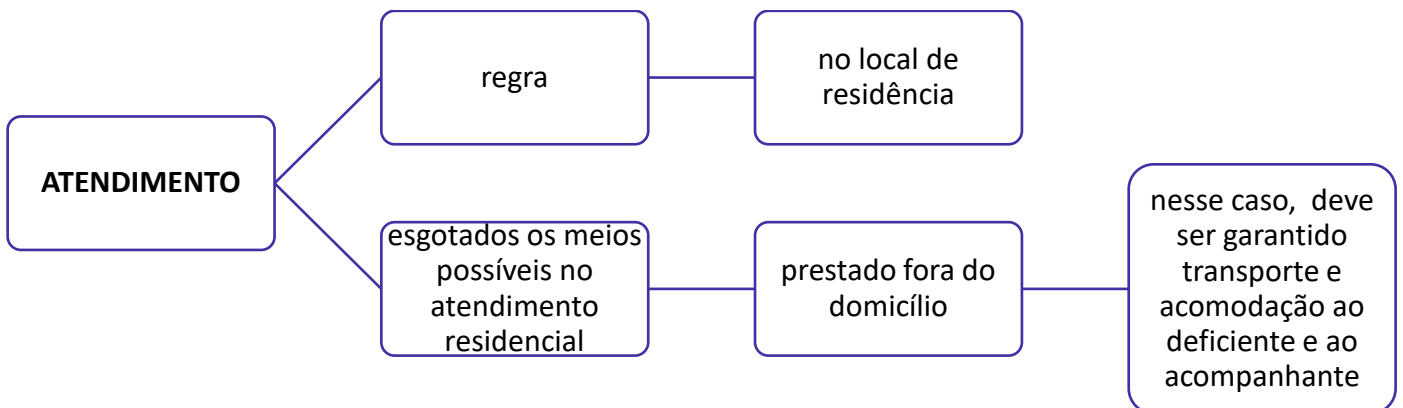 ATENDIMENTO
regra
no local de
residência
esgotados os meios
possíveis no
atendimento
residencial
prestado fora do
domicílio
nesse caso, deve
ser garantido
transporte e
acomodação ao
deficiente e ao
acompanhante